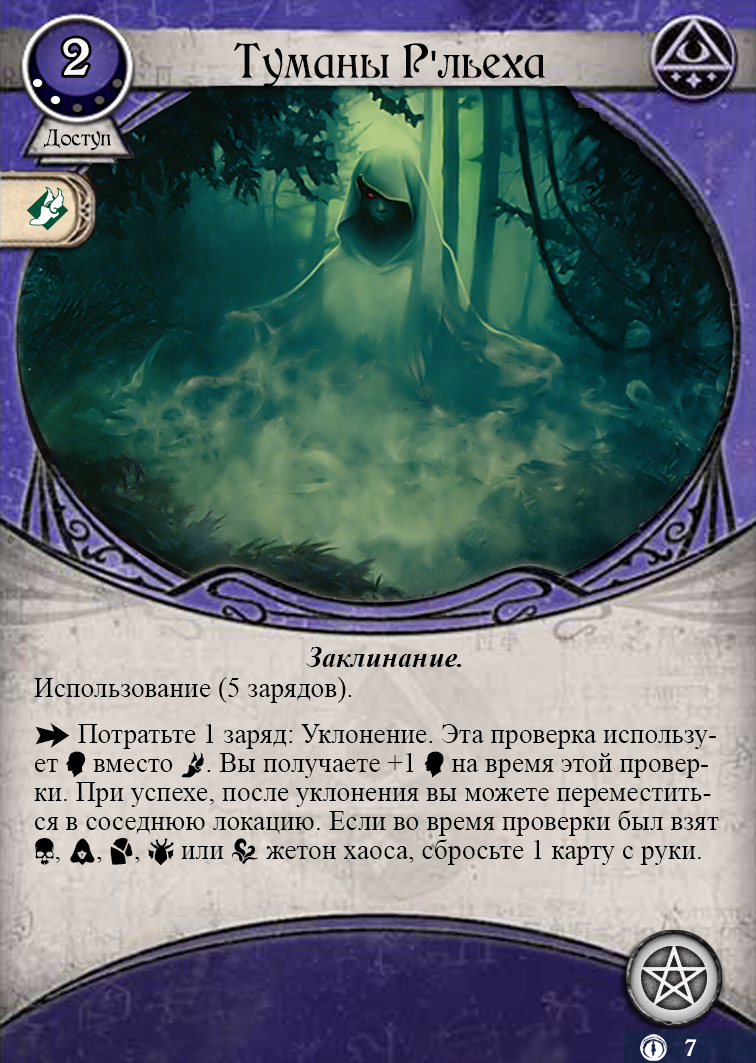 2
Туманы Р'льеха
Доступ
Заклинание.
Использование (5 зарядов).
Потратьте 1 заряд: Уклонение. Эта проверка использу-
ет вместо . Вы получаете +1 на время этой провер-
ки. При успехе, после уклонения вы можете переместить-
ся в соседнюю локацию. Если во время проверки был взят
, , , или жетон хаоса, сбросьте 1 карту с руки.
7